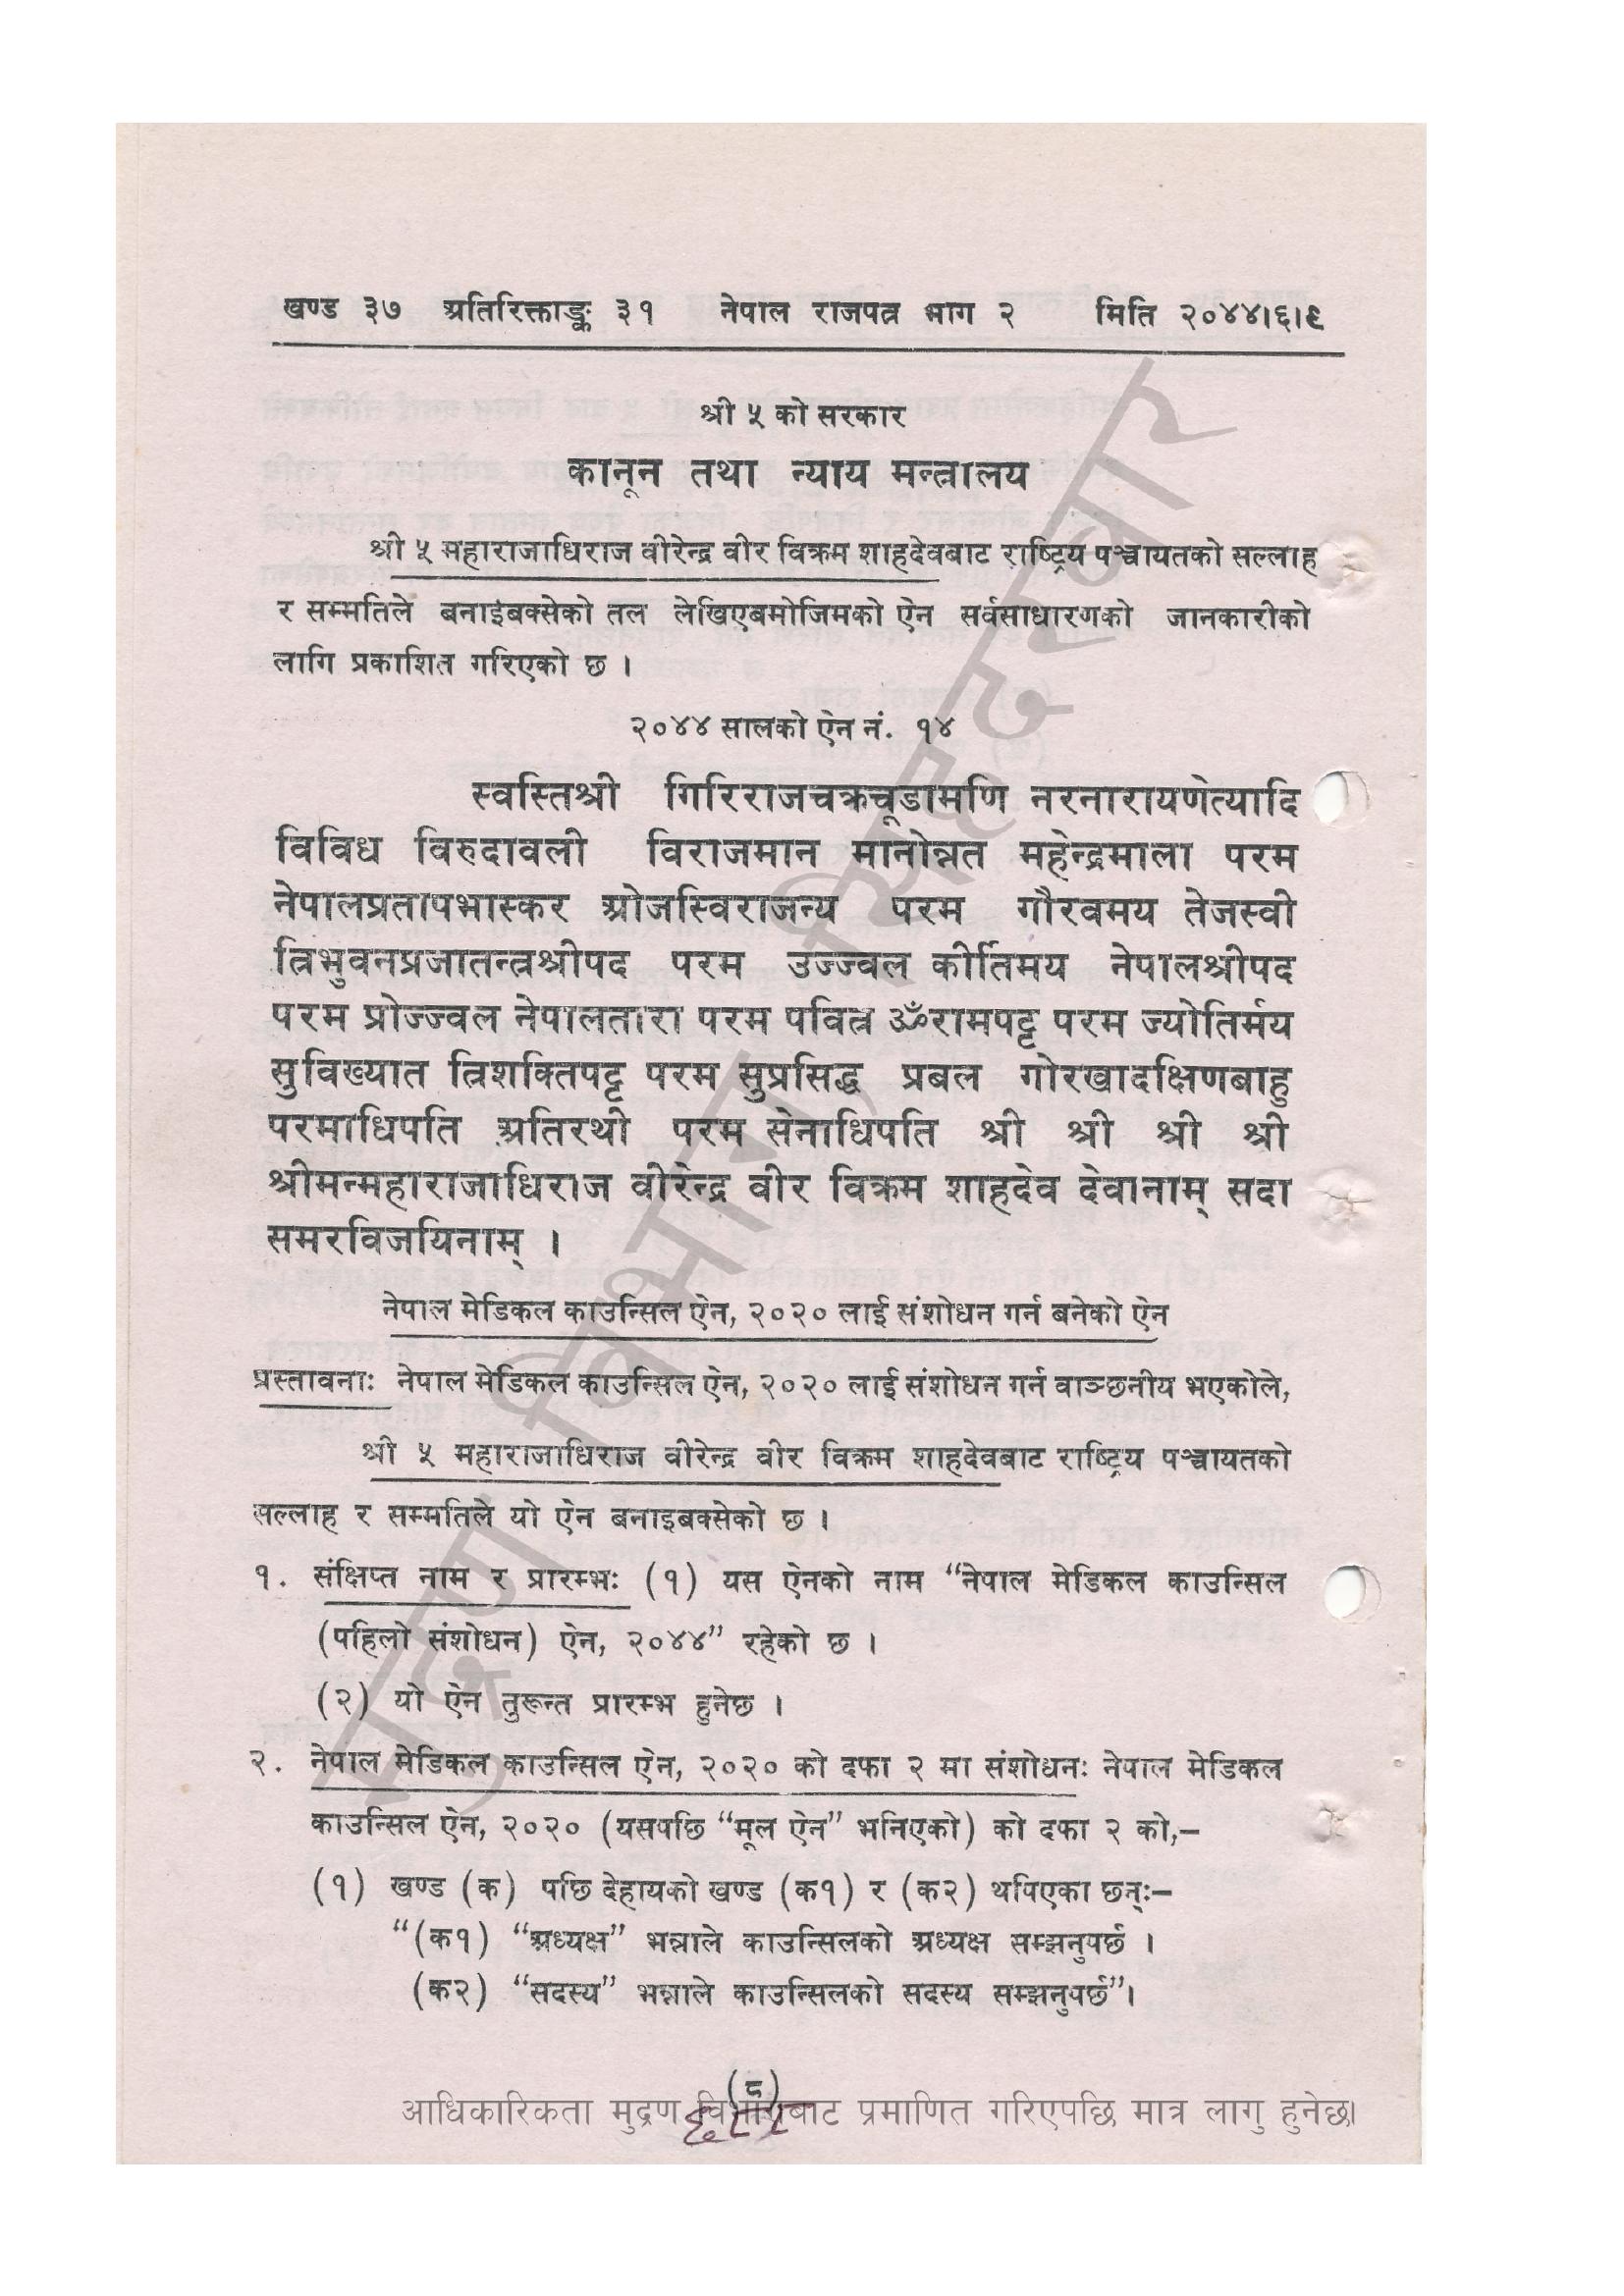 खण्ड ३७ अतिरिक्ताङ्क ३१ नेपाल राजपत्र भाग २ मिति २०४४।६।९
श्री ५ को सरकार
कानून तथा न्याय मन्त्रालय
श्री ५ महाराजाधिराज वीरेन्द्र वीर विक्रम शाहदेवबाट राष्ट्रिय पञ्चायतको सल्लाह
र सम्मतिले बनाइबक्सेको तल लेखिएबमोजिमको ऐन सर्वसाधारणको जानकारीको
लागि प्रकाशित गरिएको छ ।
२०४४ सालको ऐन नं. १४
स्वस्तिश्री गिरिराजचक्रचूडामणि नरनारायणेत्यादि
विविध विरुदावली विराजमान मानोन्नत महेन्द्रमाला परम
नेपालप्रतापभास्कर ओजस्विराजन्य परम गौरवमय तेजस्वी
त्रिभुवनप्रजातन्त्रश्रीपद परम उज्ज्वल कीर्तिमय नेपालश्रीपद
परम प्रोज्ज्वल नेपालतारा परम पवित्र ॐरामपट्ट परम ज्योतिर्मय
सुविख्यात त्रिशक्तिपट्ट परम सुप्रसिद्ध प्रबल गोरखादक्षिणबाहु
परमाधिपति अतिरथी परम सेनाधिपति श्री श्री श्री श्री
श्रीमन्महाराजाधिराज वीरेन्द्र वीर विक्रम शाहदेव देवानाम् सदा
समरविजयिनाम् ।
नेपाल मेडिकल काउन्सिल ऐन, २०२० लाई संशोधन गर्न बनेको ऐन
प्रस्तावनाः नेपाल मेडिकल काउन्सिल ऐन, २०२० लाई संशोधन गर्न वाञ्छनीय भएकोले,
श्री ५ महाराजाधिराज वीरेन्द्र वीर विक्रम शाहदेवबाट राष्ट्रिय पञ्चायतको
सल्लाह र सम्मतिले यो ऐन बनाइबक्सेको छ ।
१. संक्षिप्त नाम र प्रारम्भः (१) यस ऐनको नाम “नेपाल मेडिकल काउन्सिल
(पहिलो संशोधन) ऐन, २०४४” रहेको छ ।
(२) यो ऐन तुरून्त प्रारम्भ हुनेछ ।
२. नेपाल मेडिकल काउन्सिल ऐन, २०२० को दफा २ मा संशोधनः नेपाल मेडिकल
काउन्सिल ऐन, २०२० (यसपछि “मूल ऐन” भनिएको) को दफा २ को,–
(१) खण्ड (क) पछि देहायको खण्ड (क१) र (क२) थपिएका छन्ः–
“(क१) “अध्यक्ष” भन्नाले काउन्सिलको अध्यक्ष सम्झनुपर्छ ।
(क२) “सदस्य” भन्नाले काउन्सिलको सदस्य सम्झनुपर्छ”।
(८)
आधिकारिकता मुद्रण विभागबाट प्रमाणित गरिएपछि मात्र लागु हुनेछ।
मुद्रण विभाग, सिंहदरबार